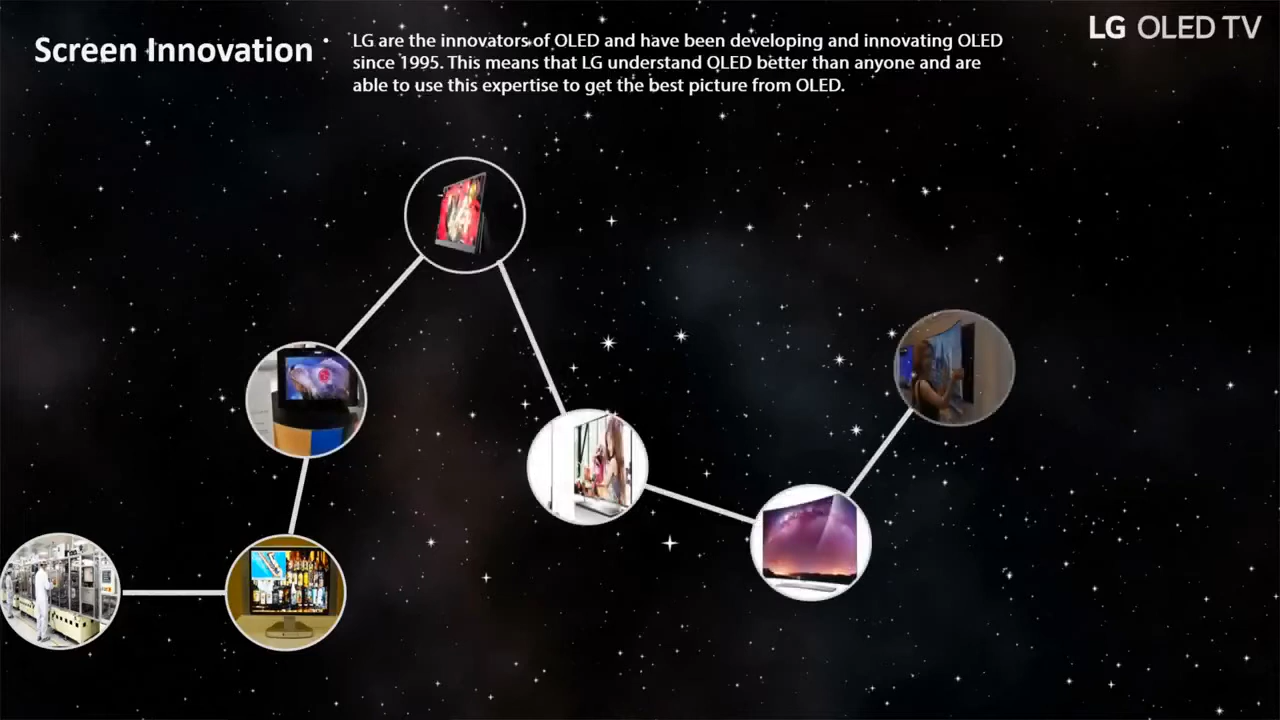 Screen Innovation
LG are the innovators of OLED and have been developing and innovating OLED
since 1995. This means that LG understand OLED better than anyone and are
able to use this expertise to get the best picture from OLED.
LG OLED TV